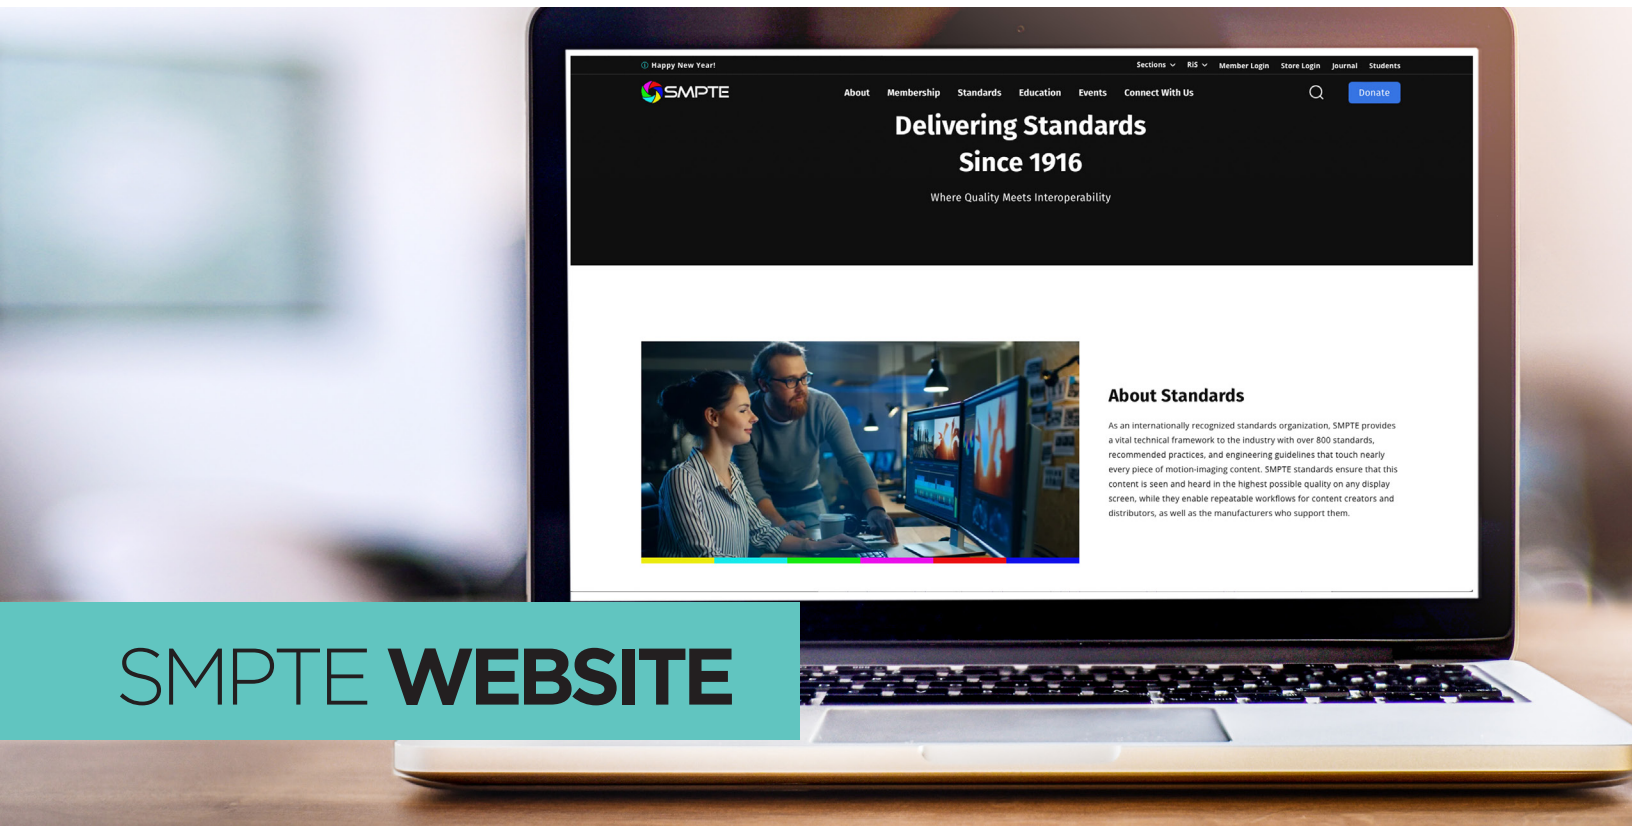 Happy New Year!
Sections RiS Member Login Store Login Journal Students
SMPTE
About Membership Standards Education Events Connect With Us
Donate
Delivering Standards
Since 1916
Where Quality Meets Interoperability
About Standards
As an internationally recognized standards organization, SMPTE provides
a vital technical framework to the industry with over 800 standards,
recommended practices, and engineering guidelines that touch nearly
every piece of motion-imaging content. SMPTE standards ensure that this
content is seen and heard in the highest possible quality on any display
screen, while they enable repeatable workflows for content creators and
distributors, as well as the manufacturers who support them.
SMPTE WEBSITE